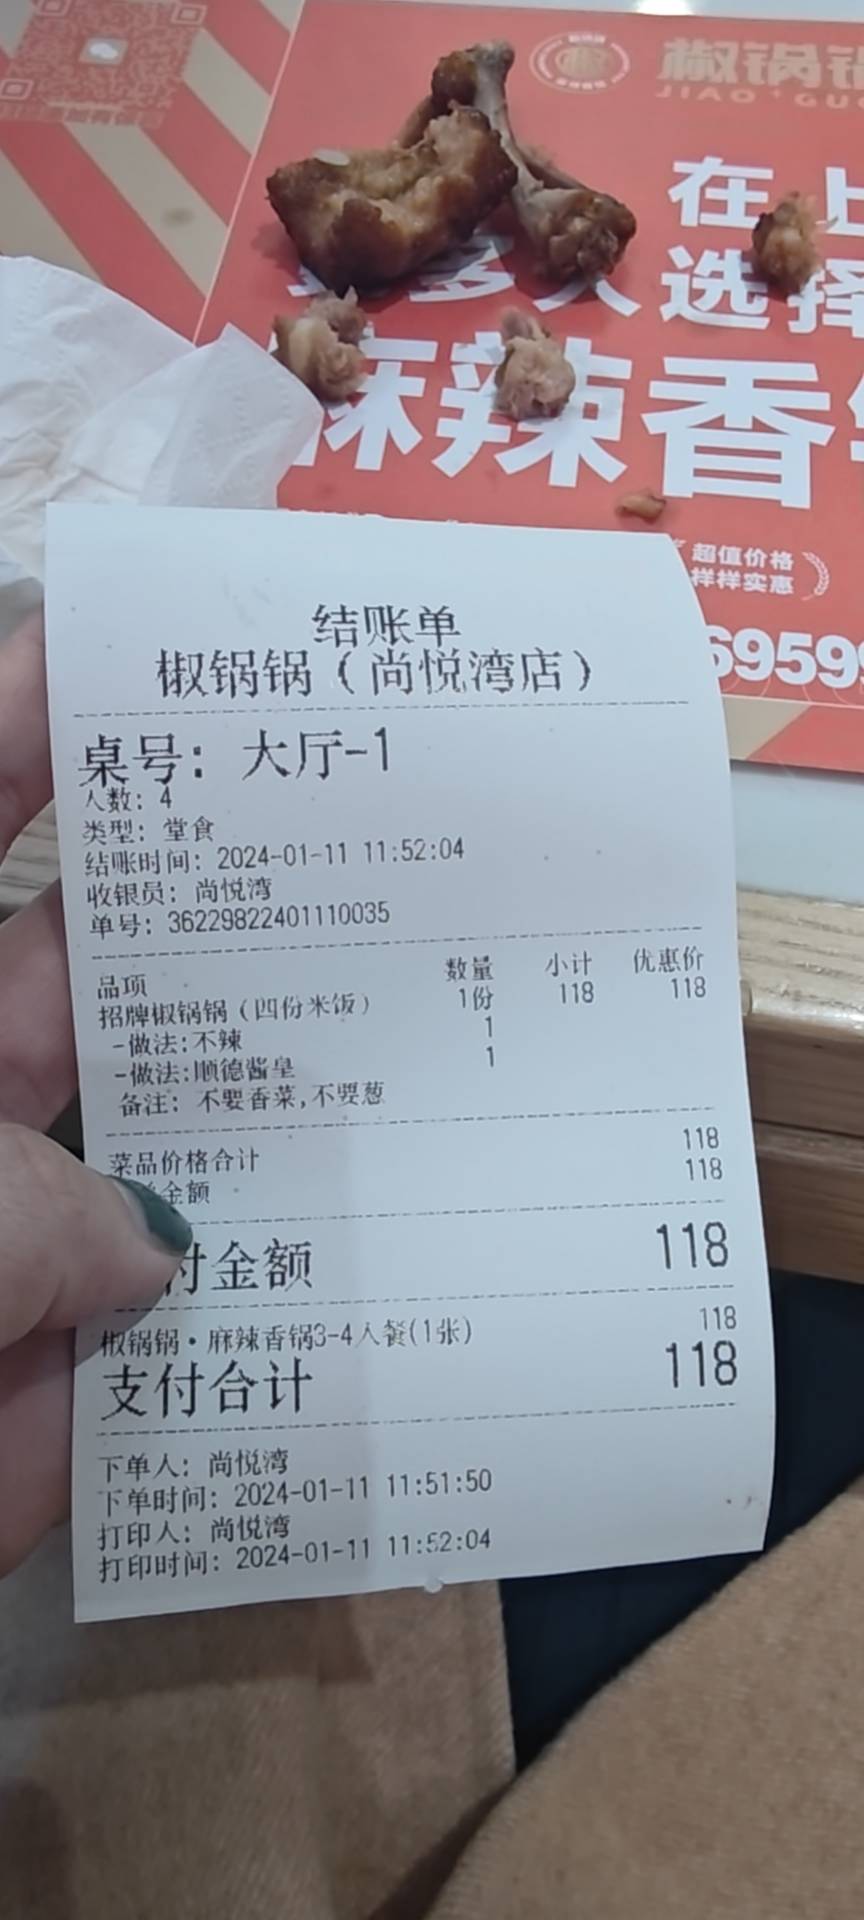 椒锅锅
JIAO·GUO
在上
多人选择
麻辣香
超值价格
样样实惠
69599
结账单
椒锅锅（尚悦湾店）
桌号：大厅-1
人数：4
类型：堂食
结账时间：2024-01-11 11:52:04
收银员：尚悦湾
单号：36229822401110035
品项 数量 小计 优惠价
招牌椒锅锅（四份米饭） 1份 118 118
-做法:不辣 1
-做法:顺德酱皇 1
备注：不要香菜,不要葱
菜品价格合计 118
金额 118
付金额 118
椒锅锅·麻辣香锅3-4人餐(1张) 118
支付合计 118
下单人：尚悦湾
下单时间：2024-01-11 11:51:50
打印人：尚悦湾
打印时间：2024-01-11 11:52:04